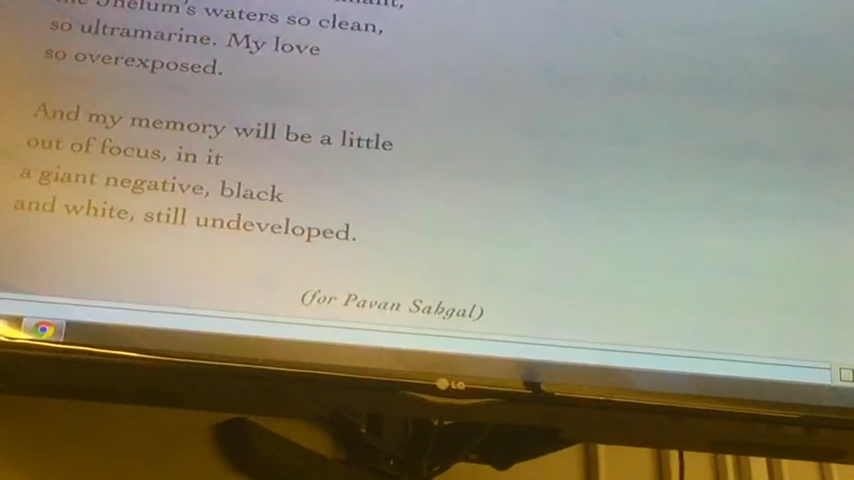 Jhelum's waters so clean,
so ultramarine. My love
so overexposed.
And my memory will be a little
out of focus, in it
a giant negative, black
and white, still undeveloped.
(for Pavan Sahgal)
LG